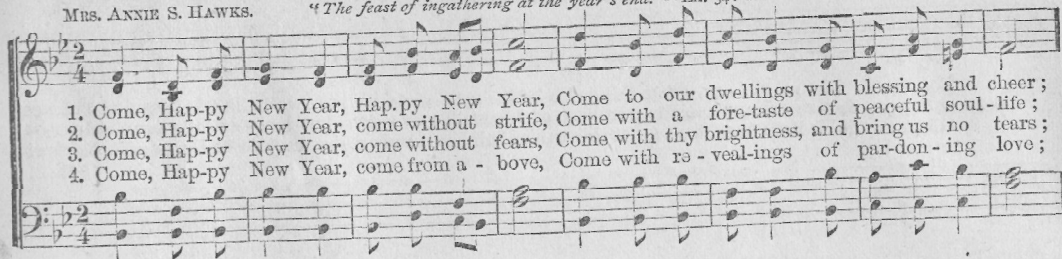 MRS. ANNIE S. HAWKS. "The feast of ingathering at the year's end."
2 4
1. Come, Hap-py New Year, Hap-py New Year, Come to our dwellings with blessing and cheer;
2. Come, Hap-py New Year, come without strife, Come with a fore-taste of peaceful soul-life;
3. Come, Hap-py New Year, come without fears, Come with thy brightness, and bring us no tears;
4. Come, Hap-py New Year, come from a-bove, Come with re-veal-ings of par-don-ing love;
2 4